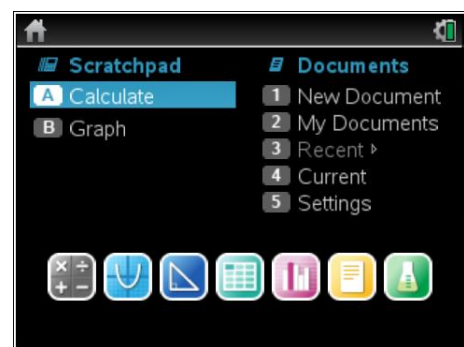 Scratchpad
A Calculate
B Graph
Documents
1 New Document
2 My Documents
3 Recent ▸
4 Current
5 Settings